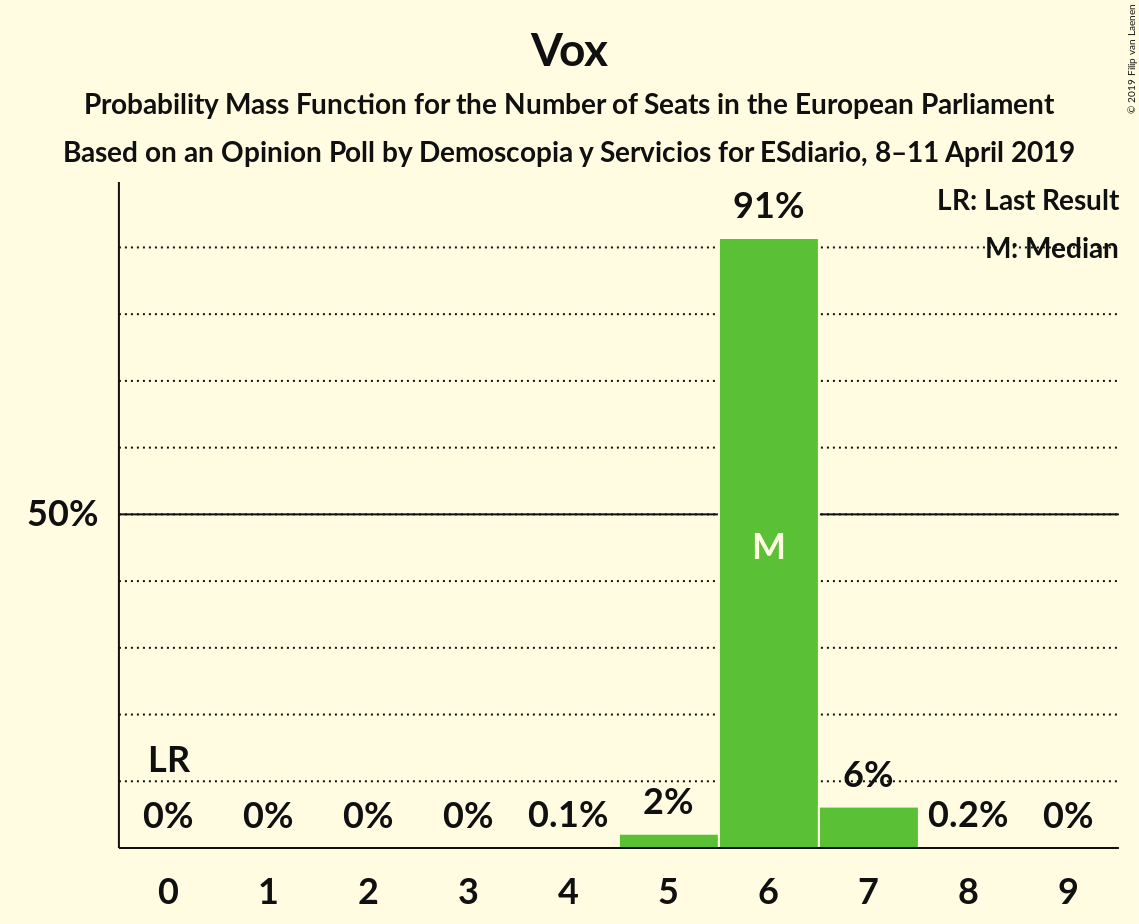 Vox
Probability Mass Function for the Number of Seats in the European Parliament
Based on an Opinion Poll by Demoscopia y Servicios for ESdiario, 8–11 April 2019
© 2019 Filip van Laenen
LR: Last Result
M: Median
91%
50%
M
LR
0% 0% 0% 0% 0.1% 2% 6% 0.2% 0%
0 1 2 3 4 5 6 7 8 9